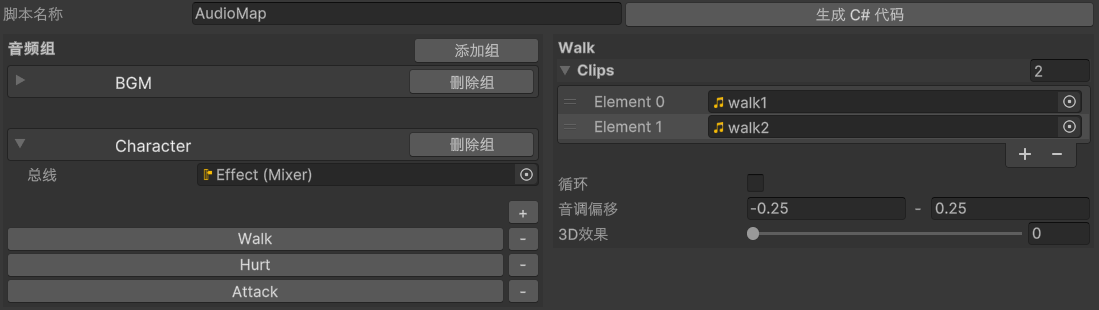 脚本名称 AudioMap 生成 C# 代码
音频组 添加组
BGM 删除组
Character 删除组
总线 Effect (Mixer)
+
Walk -
Hurt -
Attack -
Walk
Clips 2
Element 0 walk1
Element 1 walk2
+ -
循环
音调偏移 -0.25 - 0.25
3D效果 0